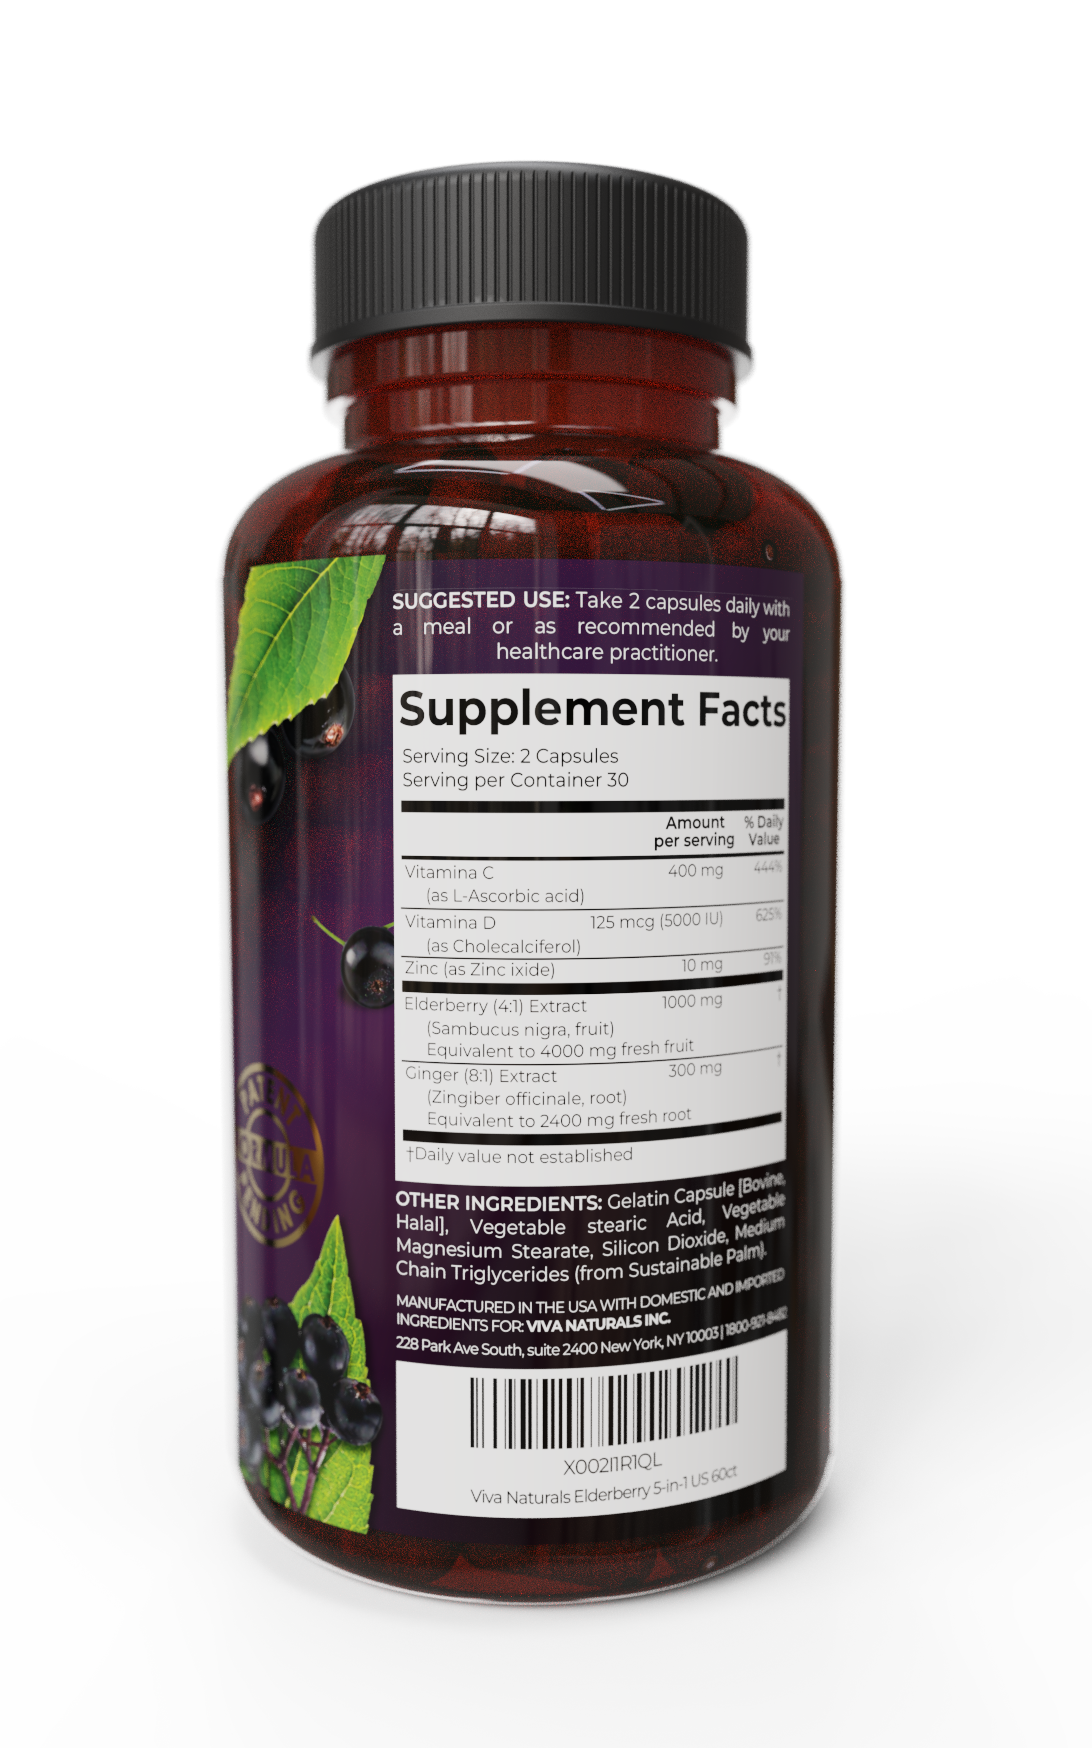 SUGGESTED USE: Take 2 capsules daily with
a meal or as recommended by your
healthcare practitioner.
Supplement Facts
Serving Size: 2 Capsules
Serving per Container 30
Amount per serving % Daily Value
Vitamina C 400 mg 444%
(as L-Ascorbic acid)
Vitamina D 125 mcg (5000 IU) 625%
(as Cholecalciferol)
Zinc (as Zinc ixide) 10 mg 91%
Elderberry (4:1) Extract 1000 mg †
(Sambucus nigra, fruit)
Equivalent to 4000 mg fresh fruit
Ginger (8:1) Extract 300 mg †
(Zingiber officinale, root)
Equivalent to 2400 mg fresh root
†Daily value not established
OTHER INGREDIENTS: Gelatin Capsule [Bovine,
Halal], Vegetable stearic Acid, Vegetable
Magnesium Stearate, Silicon Dioxide, Medium
Chain Triglycerides (from Sustainable Palm).
MANUFACTURED IN THE USA WITH DOMESTIC AND IMPORTED
INGREDIENTS FOR: VIVA NATURALS INC.
228 Park Ave South, suite 2400 New York, NY 10003 |
X002I1R1QL
Viva Naturals Elderberry 5-in-1 US 60ct
PATENT
FORMULA
PENDING